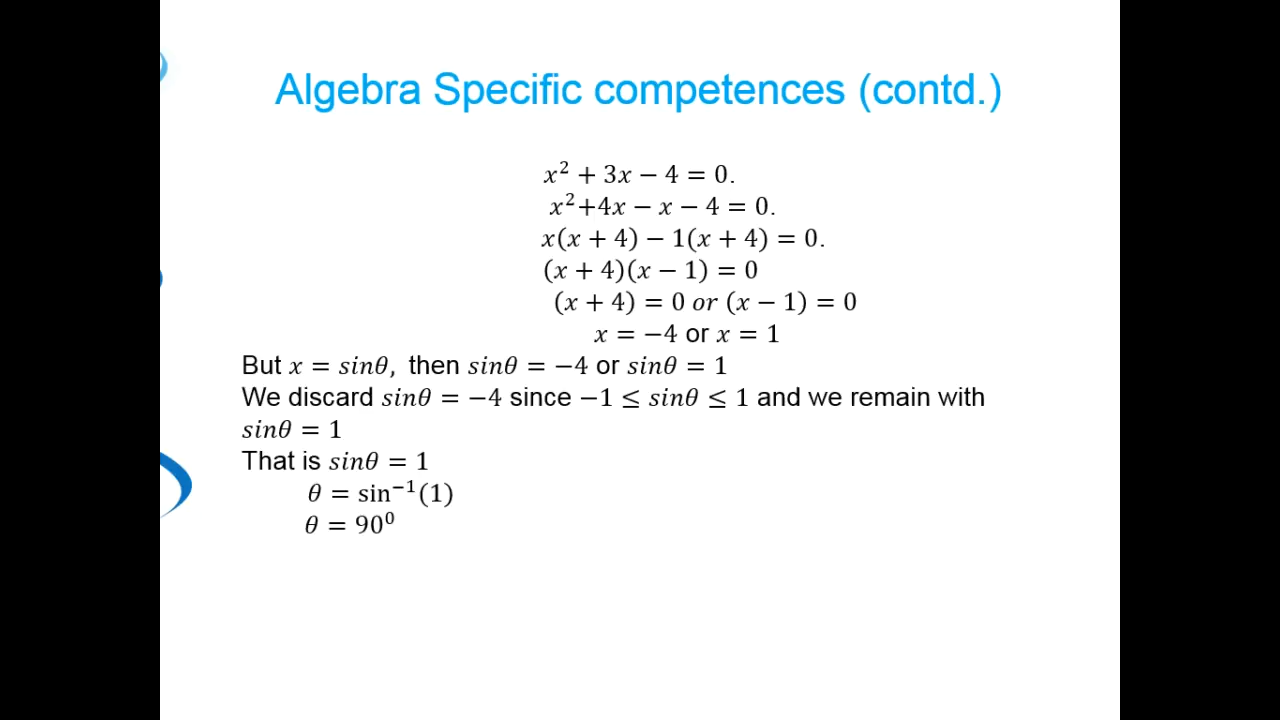 Algebra Specific competences (contd.)
x² + 3x − 4 = 0.
x²+4x − x − 4 = 0.
x(x + 4) − 1(x + 4) = 0.
(x + 4)(x − 1) = 0
(x + 4) = 0 or (x − 1) = 0
x = −4 or x = 1
But x = sinθ, then sinθ = −4 or sinθ = 1
We discard sinθ = −4 since −1 ≤ sinθ ≤ 1 and we remain with
sinθ = 1
That is sinθ = 1
θ = sin⁻¹(1)
θ = 90⁰